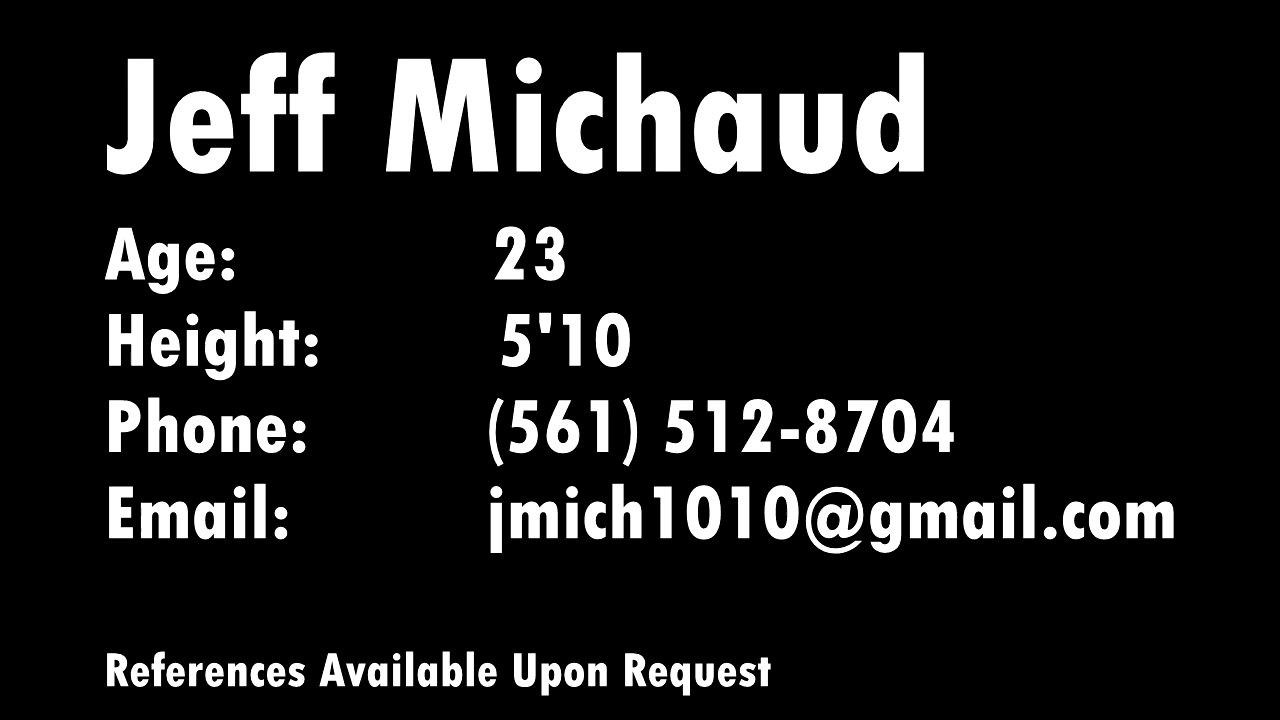 Jeff Michaud
Age: 23
Height: 5'10
Phone: (561) 512-8704
Email: jmich1010@gmail.com
References Available Upon Request